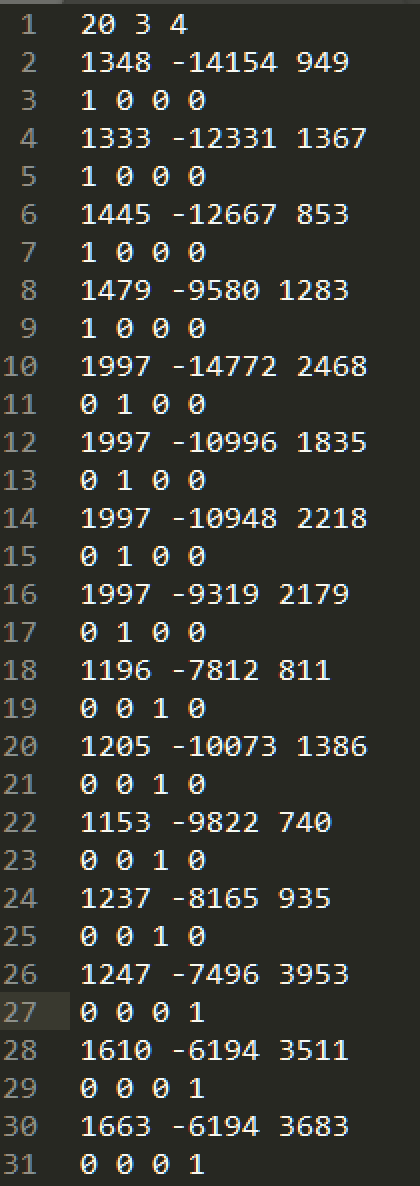 1 20 3 4
2 1348 -14154 949
3 1 0 0 0
4 1333 -12331 1367
5 1 0 0 0
6 1445 -12667 853
7 1 0 0 0
8 1479 -9580 1283
9 1 0 0 0
10 1997 -14772 2468
11 0 1 0 0
12 1997 -10996 1835
13 0 1 0 0
14 1997 -10948 2218
15 0 1 0 0
16 1997 -9319 2179
17 0 1 0 0
18 1196 -7812 811
19 0 0 1 0
20 1205 -10073 1386
21 0 0 1 0
22 1153 -9822 740
23 0 0 1 0
24 1237 -8165 935
25 0 0 1 0
26 1247 -7496 3953
27 0 0 0 1
28 1610 -6194 3511
29 0 0 0 1
30 1663 -6194 3683
31 0 0 0 1